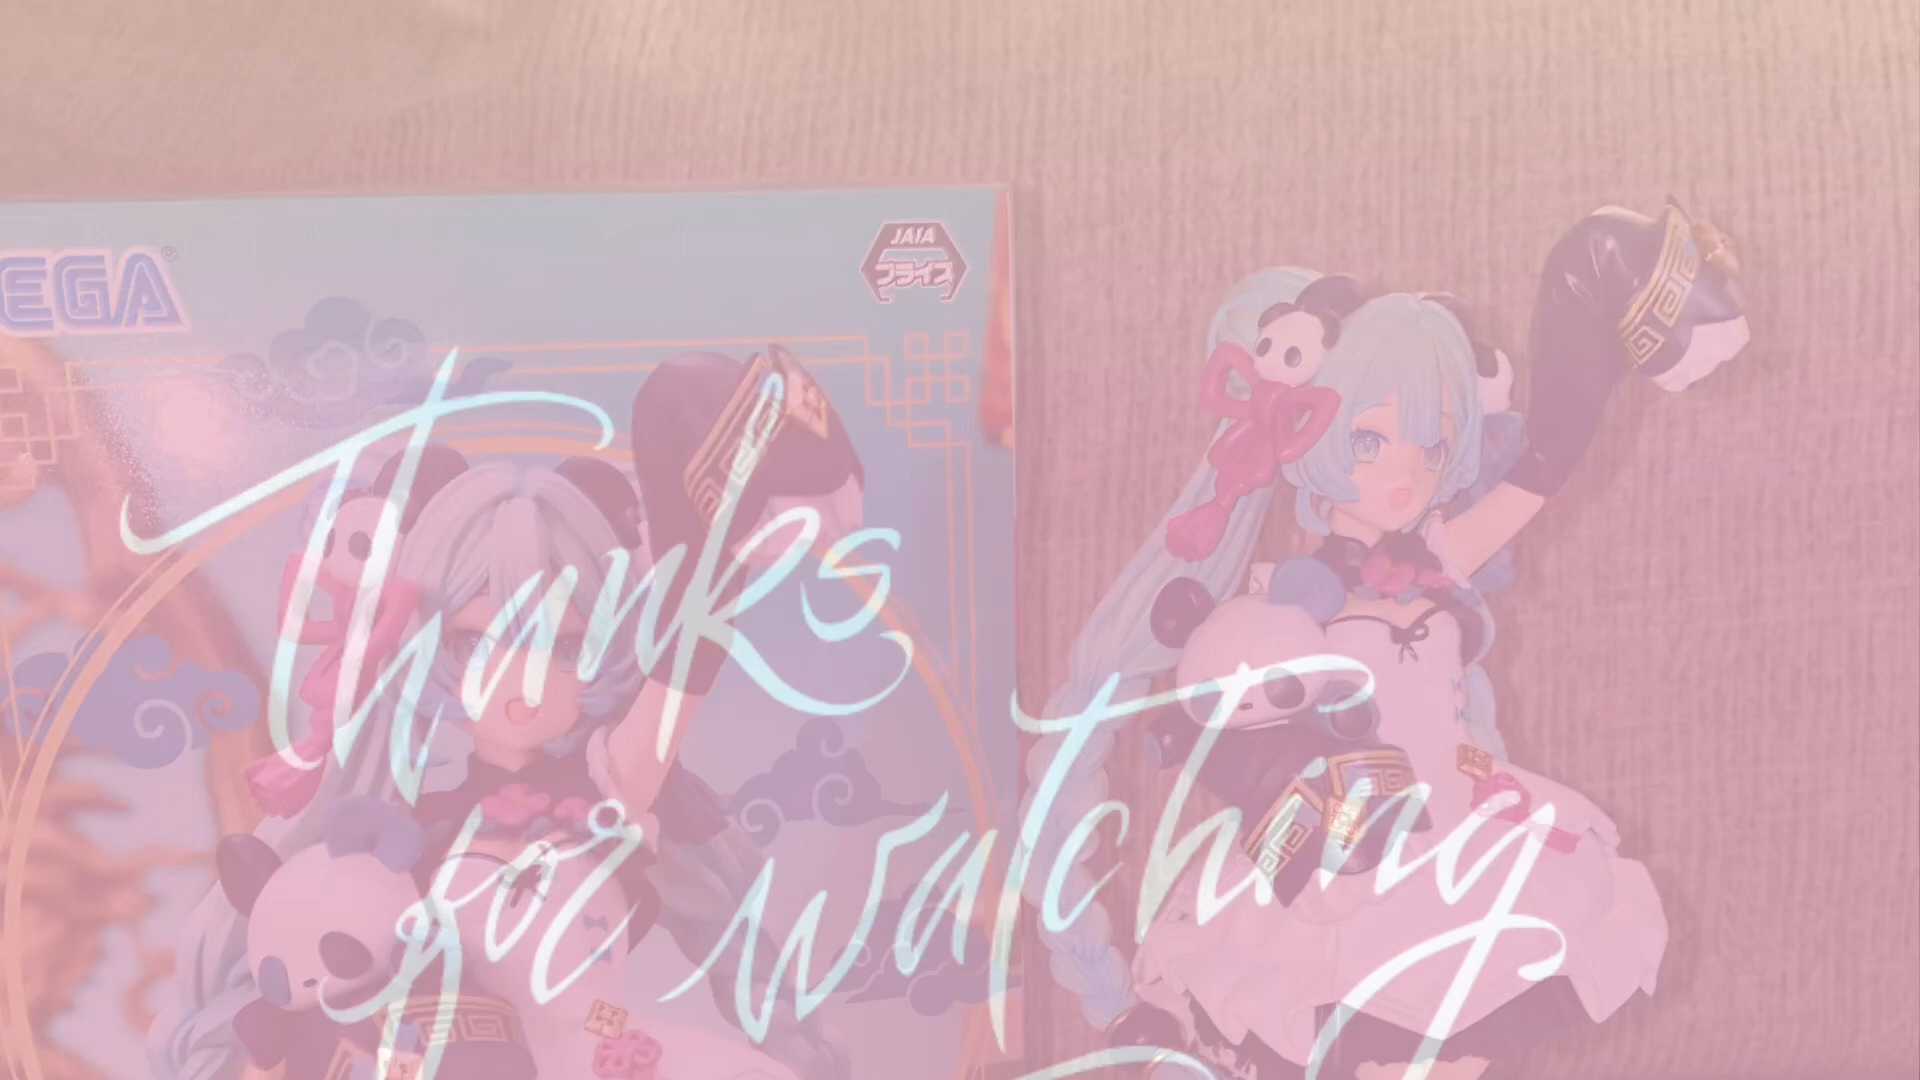 EGA®
JAIA
プライズ
Thanks
for watching